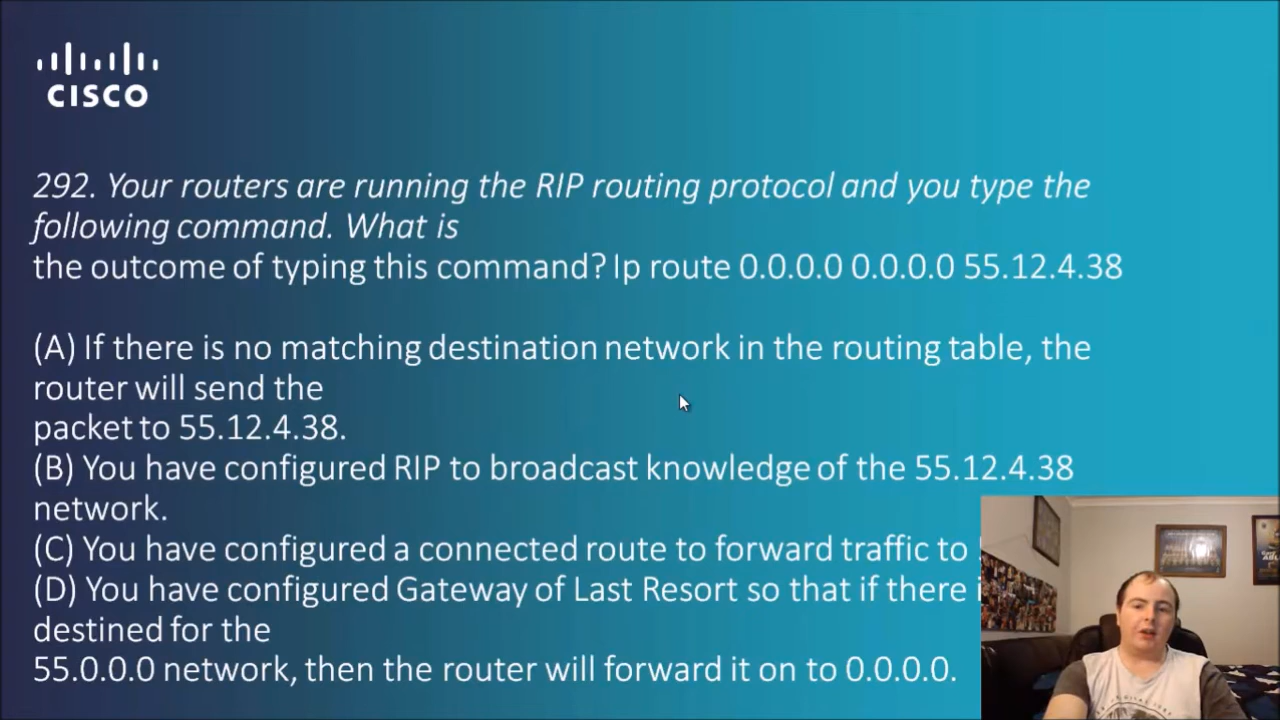 CISCO
292. Your routers are running the RIP routing protocol and you type the
following command. What is
the outcome of typing this command? Ip route 0.0.0.0 0.0.0.0 55.12.4.38
(A) If there is no matching destination network in the routing table, the
router will send the
packet to 55.12.4.38.
(B) You have configured RIP to broadcast knowledge of the 55.12.4.38
network.
(C) You have configured a connected route to forward traffic to
(D) You have configured Gateway of Last Resort so that if there
destined for the
55.0.0.0 network, then the router will forward it on to 0.0.0.0.